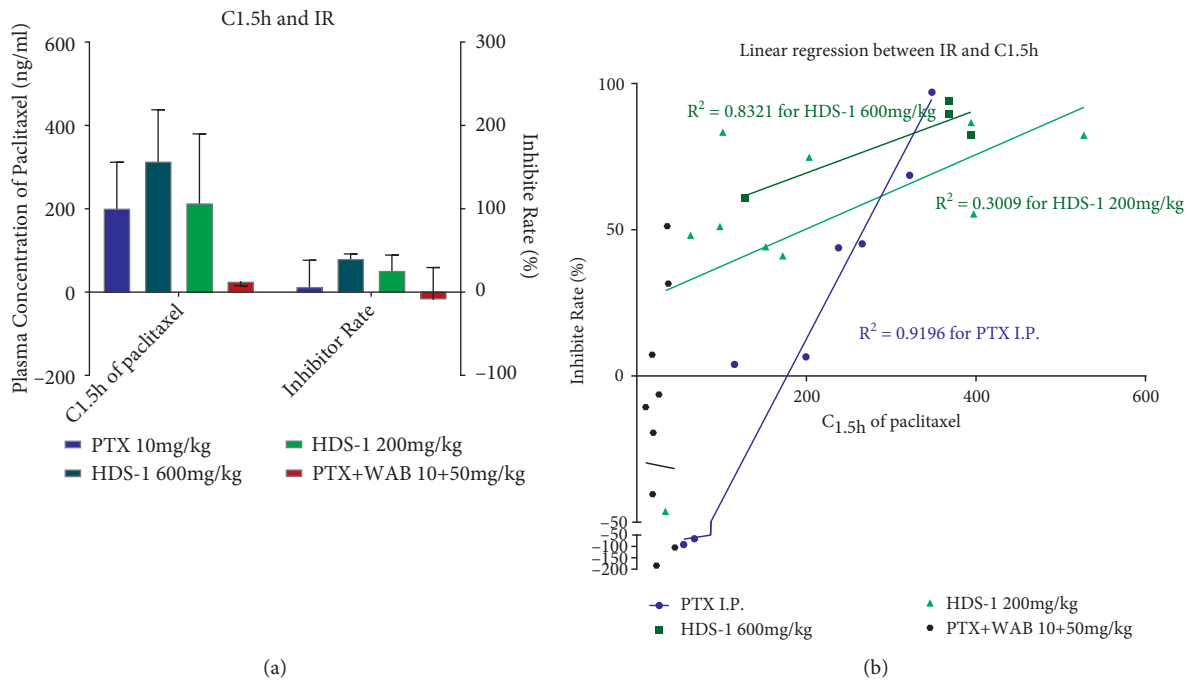 C1.5h and IR
Plasma Concentration of Paclitaxel (ng/ml)
600
400
200
0
−200
300
200
100
0
−100
Inhibite Rate (%)
C1.5h of paclitaxel
Inhibitor Rate
PTX 10mg/kg
HDS-1 200mg/kg
HDS-1 600mg/kg
PTX+WAB 10+50mg/kg
(a)
Linear regression between IR and C1.5h
Inhibite Rate (%)
100
50
0
−50
−50
−100
−150
−200
R² = 0.8321 for HDS-1 600mg/kg
R² = 0.3009 for HDS-1 200mg/kg
R² = 0.9196 for PTX I.P.
200
400
600
C1.5h of paclitaxel
PTX I.P.
HDS-1 200mg/kg
HDS-1 600mg/kg
PTX+WAB 10+50mg/kg
(b)